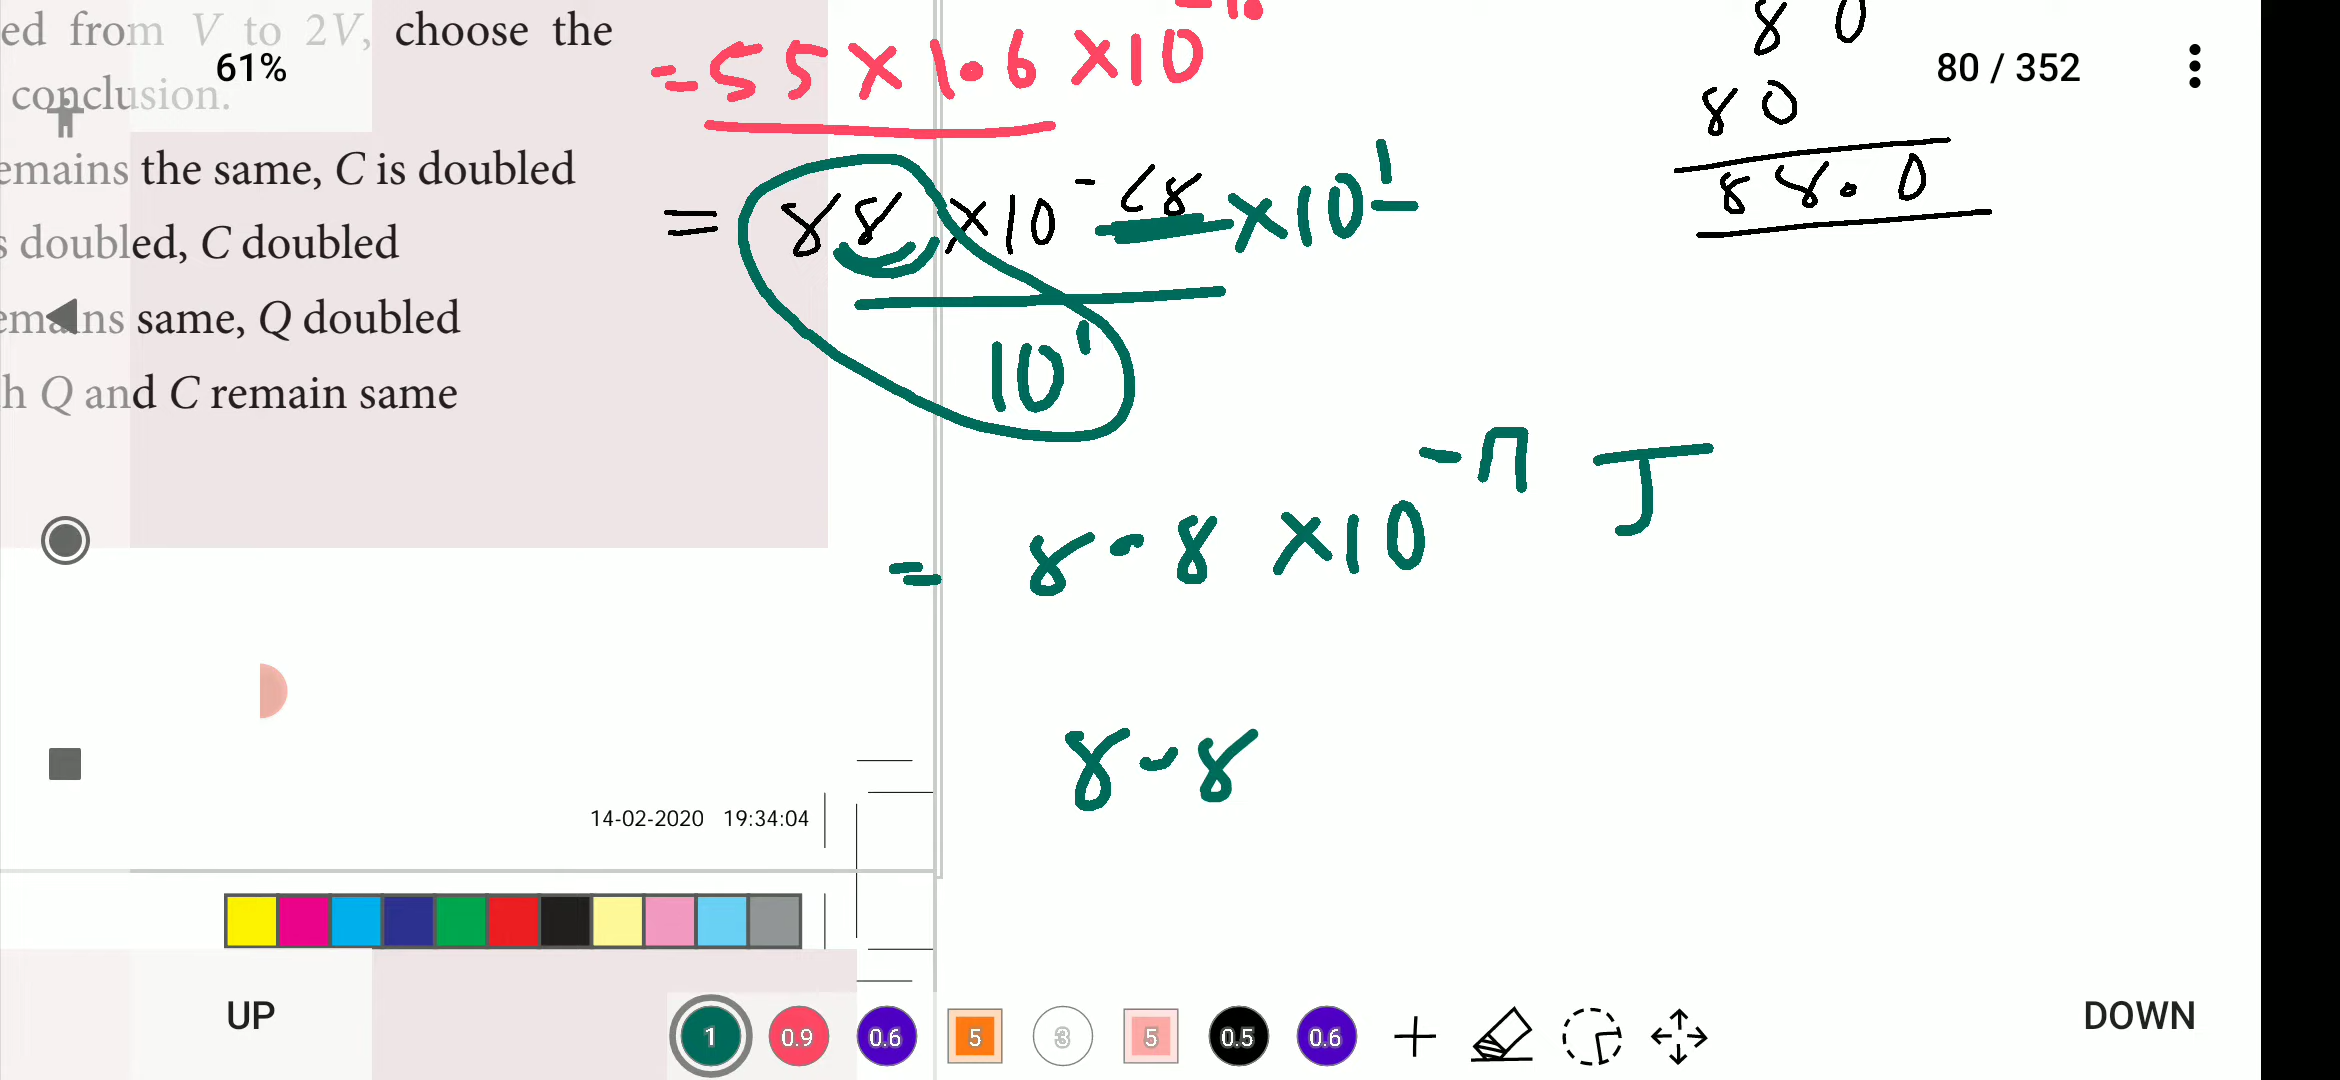 ed from V to 2V, choose the
61%
conclusion.
emains the same, C is doubled
s doubled, C doubled
emains same, Q doubled
h Q and C remain same
= 55 × 1.6 × 10
= 88 × 10⁻¹⁸ × 10¹
10¹
= 8.8 × 10⁻¹⁷ J
8.8
80
80
88.0
80 / 352
14-02-2020 19:34:04
UP
1 0.9 0.6 5 3 5 0.5 0.6
DOWN